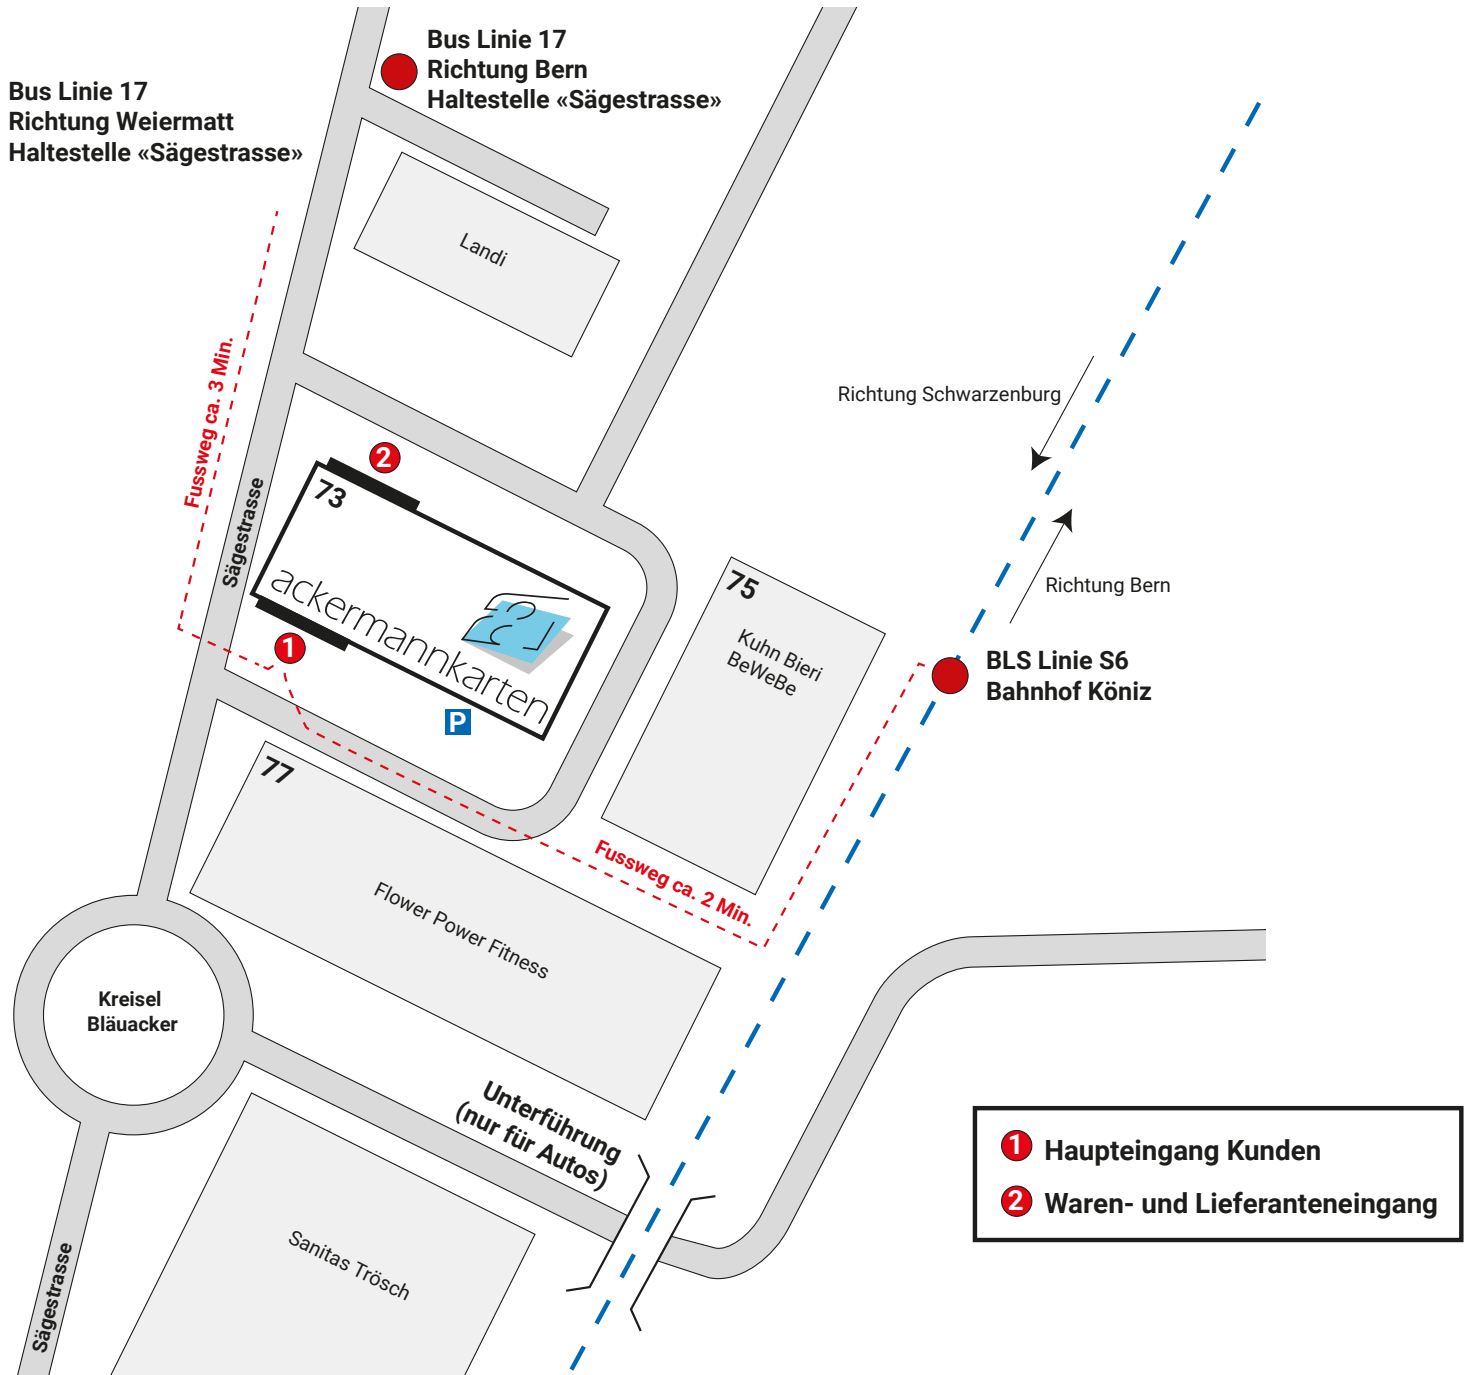 Bus Linie 17
Richtung Bern
Haltestelle «Sägestrasse»
Bus Linie 17
Richtung Weiermatt
Haltestelle «Sägestrasse»
Landi
Fussweg ca. 3 Min.
Richtung Schwarzenburg
2
73
Sägestrasse
ackermannkarten
1
P
75
Kuhn Bieri
BeWeBe
Richtung Bern
BLS Linie S6
Bahnhof Köniz
77
Flower Power Fitness
Fussweg ca. 2 Min.
Kreisel
Bläuacker
Unterführung
(nur für Autos)
Sanitas Trösch
Sägestrasse
1 Haupteingang Kunden
2 Waren- und Lieferanteneingang